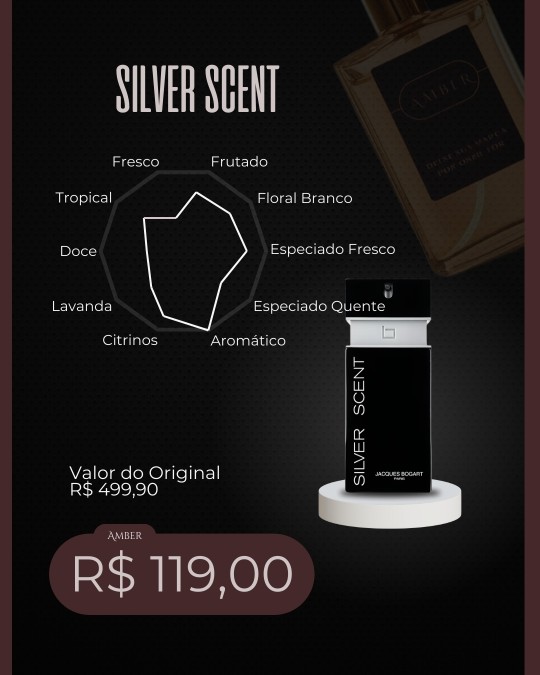 SILVER SCENT
AMBER
Fresco
Frutado
Tropical
Floral Branco
Doce
Especiado Fresco
Lavanda
Especiado Quente
Citrinos
Aromático
SILVER SCENT
JACQUES BOGART
PARIS
Valor do Original
R$ 499,90
AMBER
R$ 119,00